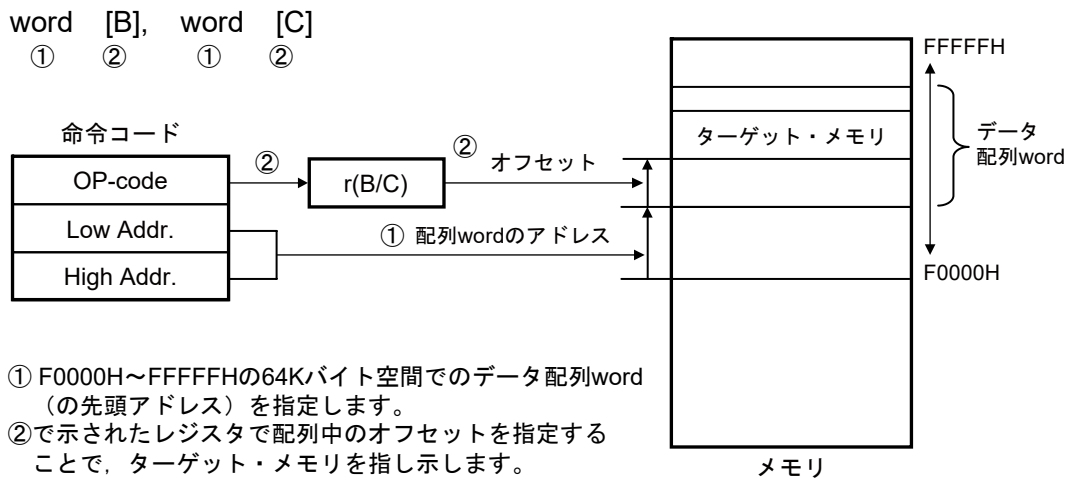 word [B], word [C]
① ② ① ②
命令コード
OP-code
Low Addr.
High Addr.
②
r(B/C)
② オフセット
① 配列wordのアドレス
FFFFFH
ターゲット・メモリ
データ
配列word
F0000H
メモリ
① F0000H～FFFFFHの64Kバイト空間でのデータ配列word
（の先頭アドレス）を指定します。
②で示されたレジスタで配列中のオフセットを指定する
ことで，ターゲット・メモリを指し示します。